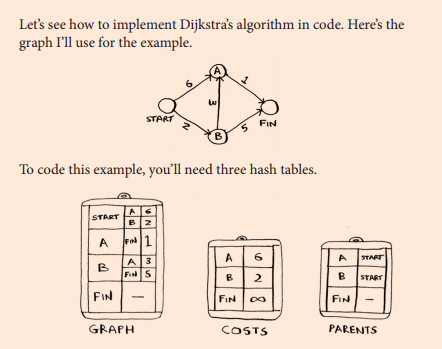 Let's see how to implement Dijkstra's algorithm in code. Here's the
graph I'll use for the example.
A
6
1
START
3
FIN
2
5
B
To code this example, you'll need three hash tables.
START A 6
B 2
A FIN 1
B A 3
FIN 5
FIN —
GRAPH
A 6
B 2
FIN ∞
COSTS
A START
B START
FIN —
PARENTS